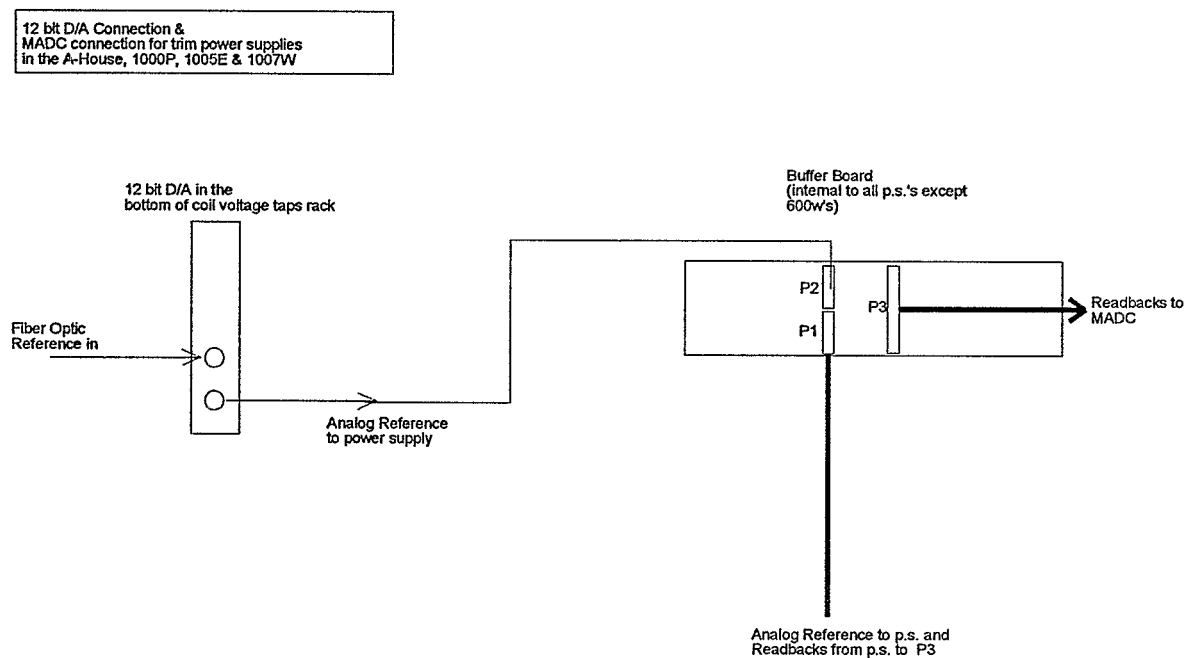 12 bit D/A Connection &
MADC connection for trim power supplies
in the A-House, 1000P, 1005E & 1007W
12 bit D/A in the
bottom of coil voltage taps rack
Buffer Board
(internal to all p.s.'s except
600w's)
P2
P3
P1
Readbacks to
MADC
Fiber Optic
Reference in
Analog Reference
to power supply
Analog Reference to p.s. and
Readbacks from p.s. to P3